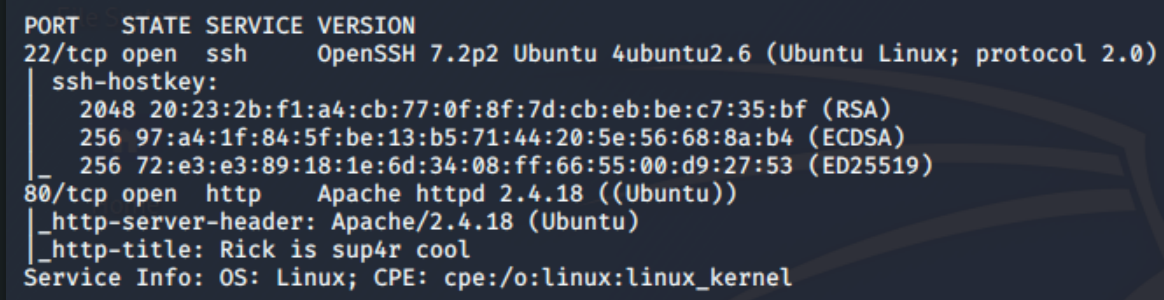 PORT   STATE SERVICE VERSION
22/tcp open  ssh     OpenSSH 7.2p2 Ubuntu 4ubuntu2.6 (Ubuntu Linux; protocol 2.0)
| ssh-hostkey:
|   2048 20:23:2b:f1:a4:cb:77:0f:8f:7d:cb:eb:be:c7:35:bf (RSA)
|   256 97:a4:1f:84:5f:be:13:b5:71:44:20:5e:56:68:8a:b4 (ECDSA)
|_  256 72:e3:e3:89:18:1e:6d:34:08:ff:66:55:00:d9:27:53 (ED25519)
80/tcp open  http    Apache httpd 2.4.18 ((Ubuntu))
|_http-server-header: Apache/2.4.18 (Ubuntu)
|_http-title: Rick is sup4r cool
Service Info: OS: Linux; CPE: cpe:/o:linux:linux_kernel